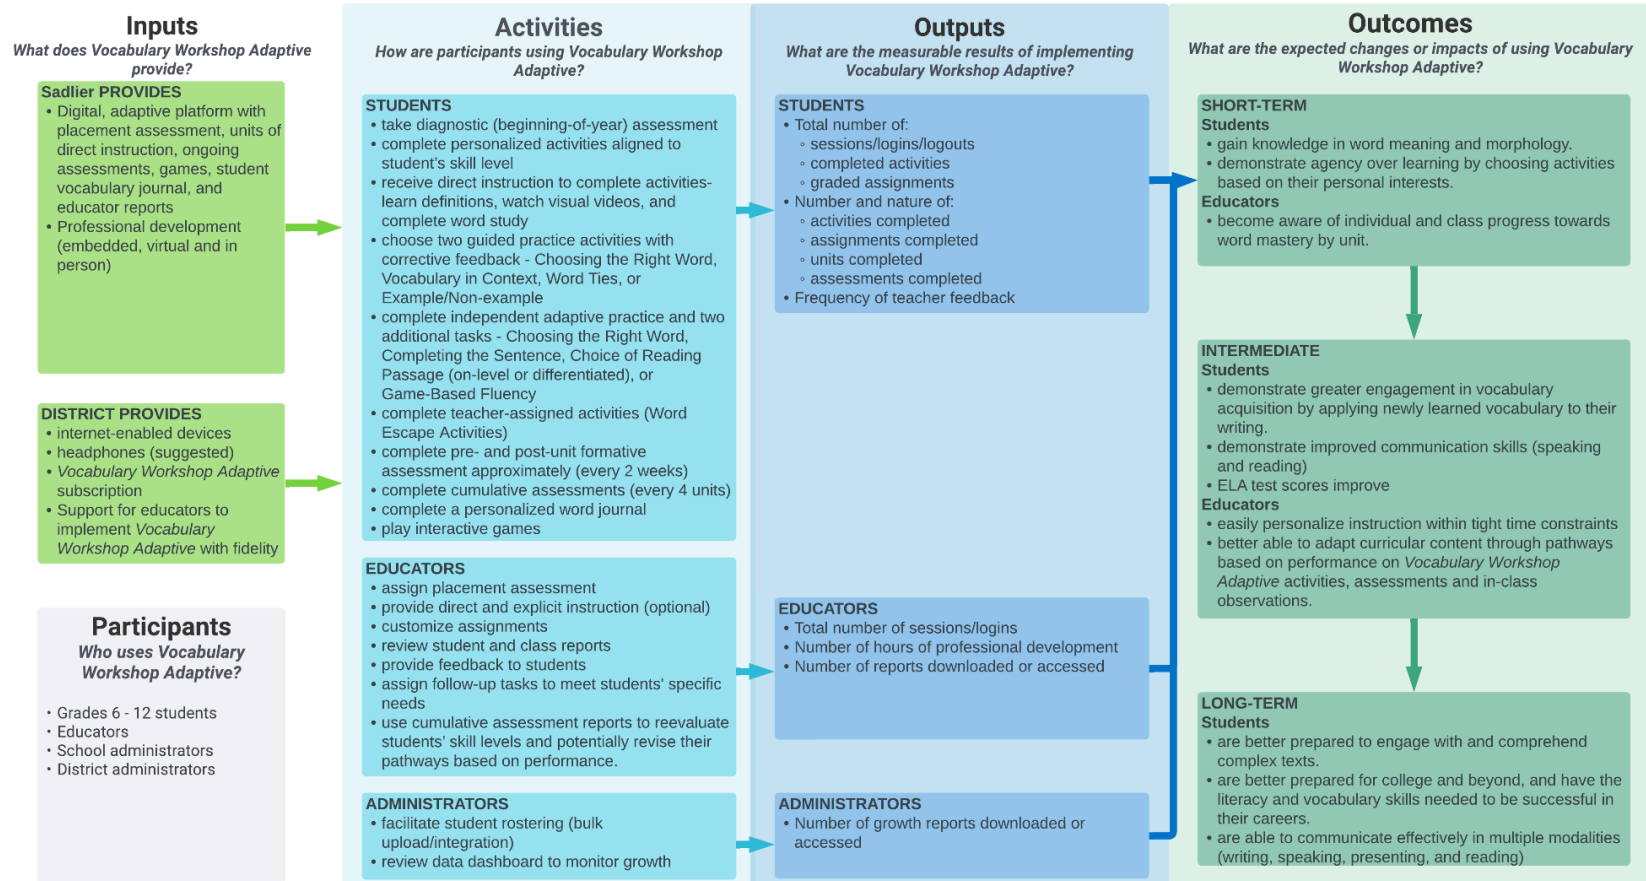 Inputs
What does Vocabulary Workshop Adaptive
provide?
Sadlier PROVIDES
• Digital, adaptive platform with
placement assessment, units of
direct instruction, ongoing
assessments, games, student
vocabulary journal, and
educator reports
• Professional development
(embedded, virtual and in
person)
DISTRICT PROVIDES
• internet-enabled devices
• headphones (suggested)
• Vocabulary Workshop Adaptive
subscription
• Support for educators to
implement Vocabulary
Workshop Adaptive with fidelity
Participants
Who uses Vocabulary
Workshop Adaptive?
• Grades 6 - 12 students
• Educators
• School administrators
• District administrators
Activities
How are participants using Vocabulary Workshop
Adaptive?
STUDENTS
• take diagnostic (beginning-of-year) assessment
• complete personalized activities aligned to
student's skill level
• receive direct instruction to complete activities-
learn definitions, watch visual videos, and
complete word study
• choose two guided practice activities with
corrective feedback - Choosing the Right Word,
Vocabulary in Context, Word Ties, or
Example/Non-example
• complete independent adaptive practice and two
additional tasks - Choosing the Right Word,
Completing the Sentence, Choice of Reading
Passage (on-level or differentiated), or
Game-Based Fluency
• complete teacher-assigned activities (Word
Escape Activities)
• complete pre- and post-unit formative
assessment approximately (every 2 weeks)
• complete cumulative assessments (every 4 units)
• complete a personalized word journal
• play interactive games
EDUCATORS
• assign placement assessment
• provide direct and explicit instruction (optional)
• customize assignments
• review student and class reports
• provide feedback to students
• assign follow-up tasks to meet students' specific
needs
• use cumulative assessment reports to reevaluate
students' skill levels and potentially revise their
pathways based on performance.
ADMINISTRATORS
• facilitate student rostering (bulk
upload/integration)
• review data dashboard to monitor growth
Outputs
What are the measurable results of implementing
Vocabulary Workshop Adaptive?
STUDENTS
• Total number of:
◦ sessions/logins/logouts
◦ completed activities
◦ graded assignments
• Number and nature of:
◦ activities completed
◦ assignments completed
◦ units completed
◦ assessments completed
• Frequency of teacher feedback
EDUCATORS
• Total number of sessions/logins
• Number of hours of professional development
• Number of reports downloaded or accessed
ADMINISTRATORS
• Number of growth reports downloaded or
accessed
Outcomes
What are the expected changes or impacts of using Vocabulary
Workshop Adaptive?
SHORT-TERM
Students
• gain knowledge in word meaning and morphology.
• demonstrate agency over learning by choosing activities
based on their personal interests.
Educators
• become aware of individual and class progress towards
word mastery by unit.
INTERMEDIATE
Students
• demonstrate greater engagement in vocabulary
acquisition by applying newly learned vocabulary to their
writing.
• demonstrate improved communication skills (speaking
and reading)
• ELA test scores improve
Educators
• easily personalize instruction within tight time constraints
• better able to adapt curricular content through pathways
based on performance on Vocabulary Workshop
Adaptive activities, assessments and in-class
observations.
LONG-TERM
Students
• are better prepared to engage with and comprehend
complex texts.
• are better prepared for college and beyond, and have the
literacy and vocabulary skills needed to be successful in
their careers.
• are able to communicate effectively in multiple modalities
(writing, speaking, presenting, and reading)